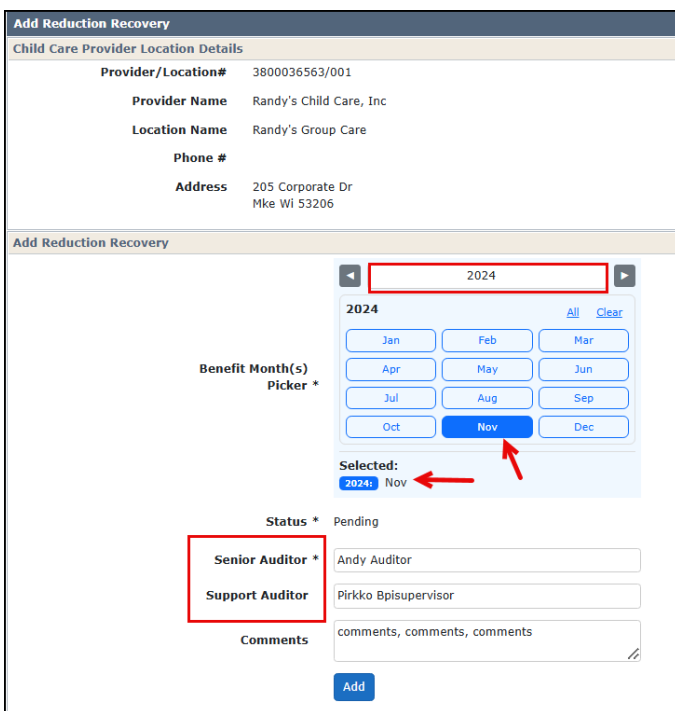 Add Reduction Recovery
Child Care Provider Location Details
Provider/Location# 3800036563/001
Provider Name Randy's Child Care, Inc
Location Name Randy's Group Care
Phone #
Address 205 Corporate Dr
Mke Wi 53206
Add Reduction Recovery
2024
2024 All Clear
Jan Feb Mar
Apr May Jun
Jul Aug Sep
Oct Nov Dec
Benefit Month(s)
Picker *
Selected:
2024: Nov
Status * Pending
Senior Auditor * Andy Auditor
Support Auditor Pirkko Bpisupervisor
Comments comments, comments, comments
Add